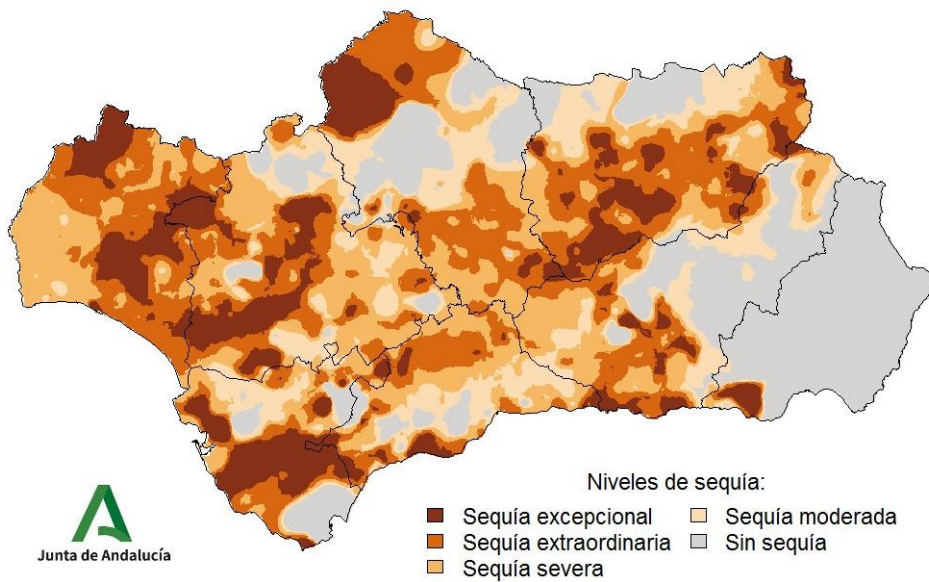 Niveles de sequía:
Sequía excepcional
Sequía extraordinaria
Sequía severa
Sequía moderada
Sin sequía
Junta de Andalucía